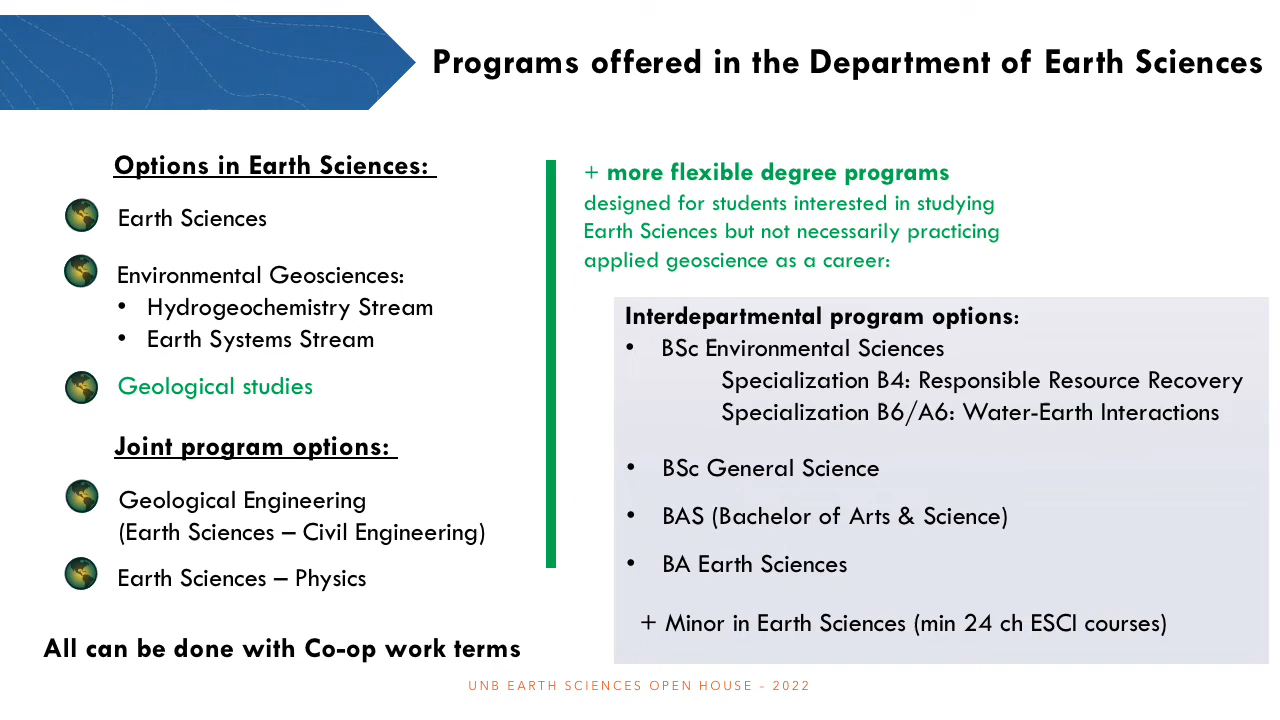 Programs offered in the Department of Earth Sciences
Options in Earth Sciences:
Earth Sciences
Environmental Geosciences:
• Hydrogeochemistry Stream
• Earth Systems Stream
Geological studies
Joint program options:
Geological Engineering
(Earth Sciences – Civil Engineering)
Earth Sciences – Physics
All can be done with Co-op work terms
+ more flexible degree programs
designed for students interested in studying
Earth Sciences but not necessarily practicing
applied geoscience as a career:
Interdepartmental program options:
• BSc Environmental Sciences
Specialization B4: Responsible Resource Recovery
Specialization B6/A6: Water-Earth Interactions
• BSc General Science
• BAS (Bachelor of Arts & Science)
• BA Earth Sciences
+ Minor in Earth Sciences (min 24 ch ESCI courses)
UNB EARTH SCIENCES OPEN HOUSE - 2022